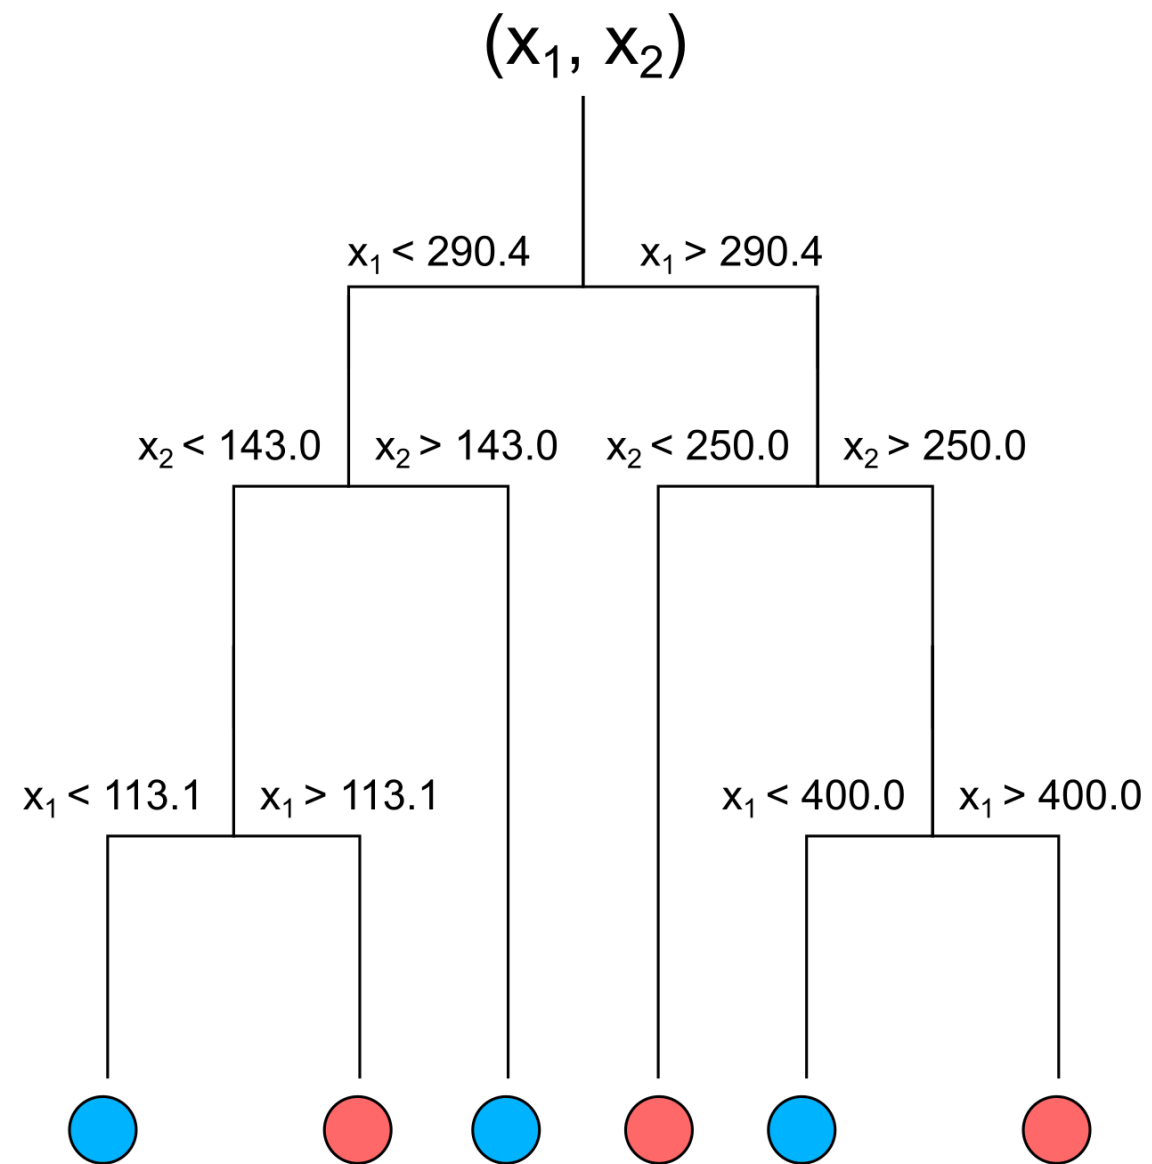 (x₁, x₂)
x₁ < 290.4 x₁ > 290.4
x₂ < 143.0 x₂ > 143.0 x₂ < 250.0 x₂ > 250.0
x₁ < 113.1 x₁ > 113.1 x₁ < 400.0 x₁ > 400.0